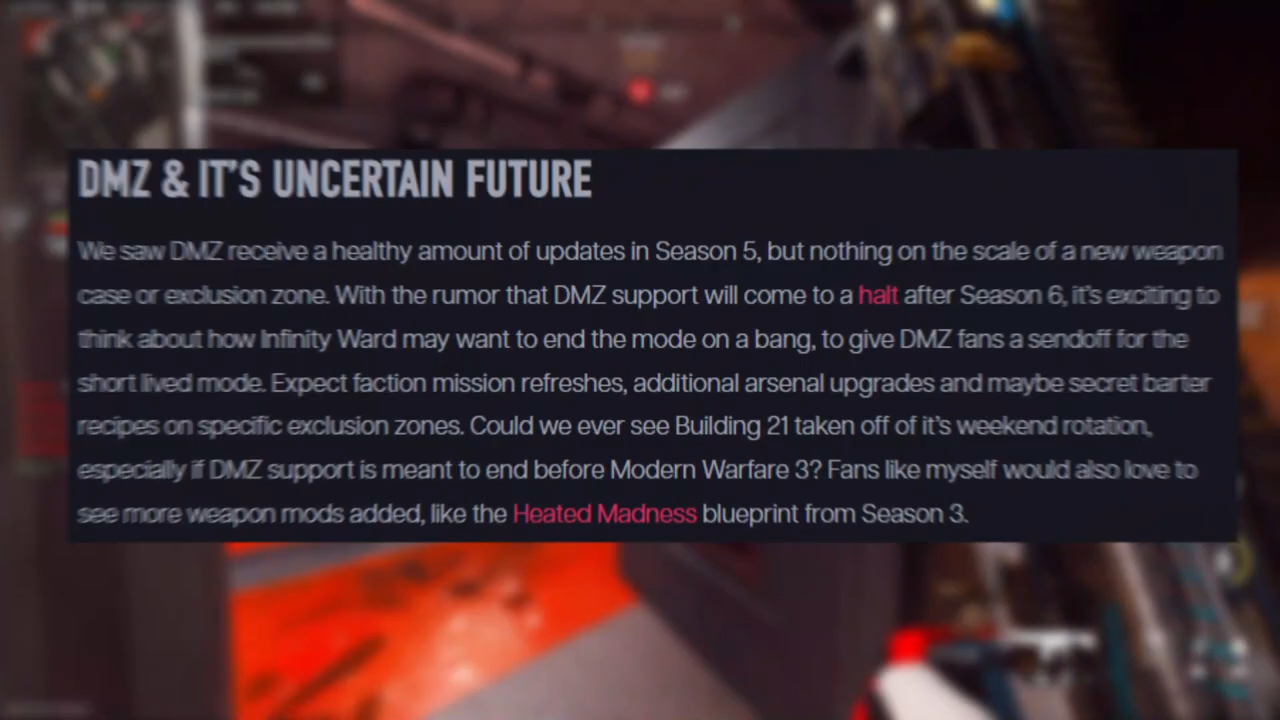 DMZ & IT'S UNCERTAIN FUTURE
We saw DMZ receive a healthy amount of updates in Season 5, but nothing on the scale of a new weapon
case or exclusion zone. With the rumor that DMZ support will come to a halt after Season 6, it's exciting to
think about how Infinity Ward may want to end the mode on a bang, to give DMZ fans a sendoff for the
short lived mode. Expect faction mission refreshes, additional arsenal upgrades and maybe secret barter
recipes on specific exclusion zones. Could we ever see Building 21 taken off of it's weekend rotation,
especially if DMZ support is meant to end before Modern Warfare 3? Fans like myself would also love to
see more weapon mods added, like the Heated Madness blueprint from Season 3.